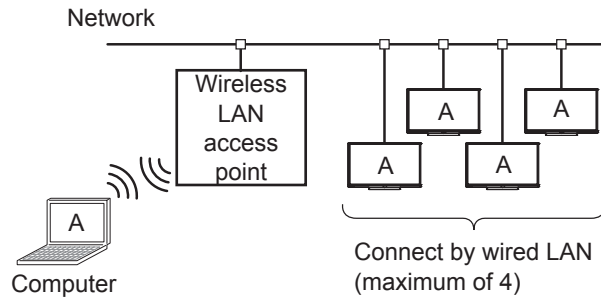 Network
Wireless
LAN
access
point
A
A
A
A
A
Computer
Connect by wired LAN
(maximum of 4)